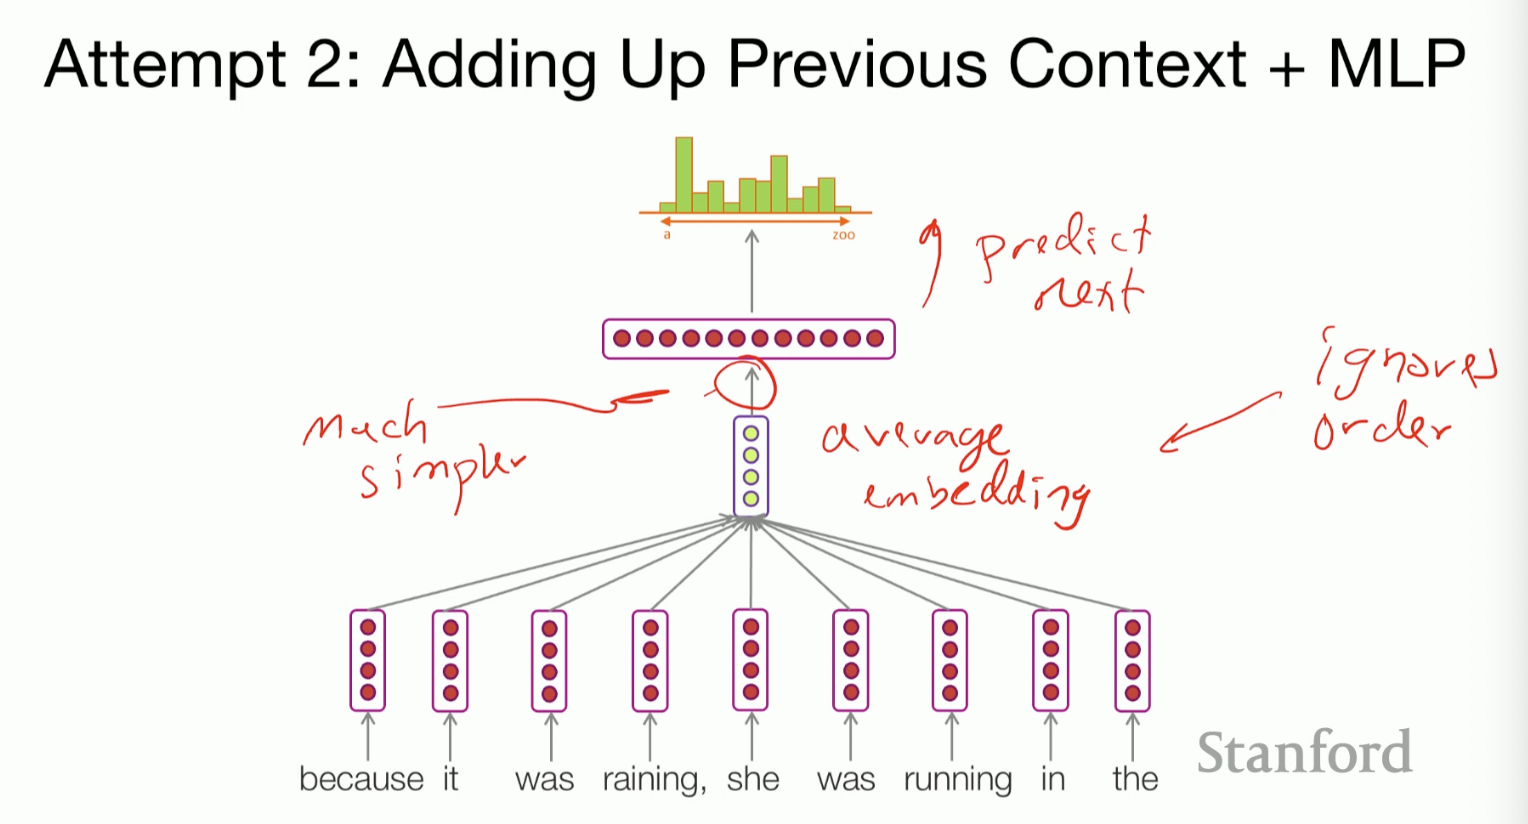 Attempt 2: Adding Up Previous Context + MLP
a zoo
predict
next
ignores
order
Much
simpler
average
embedding
because it was raining, she was running in the
Stanford